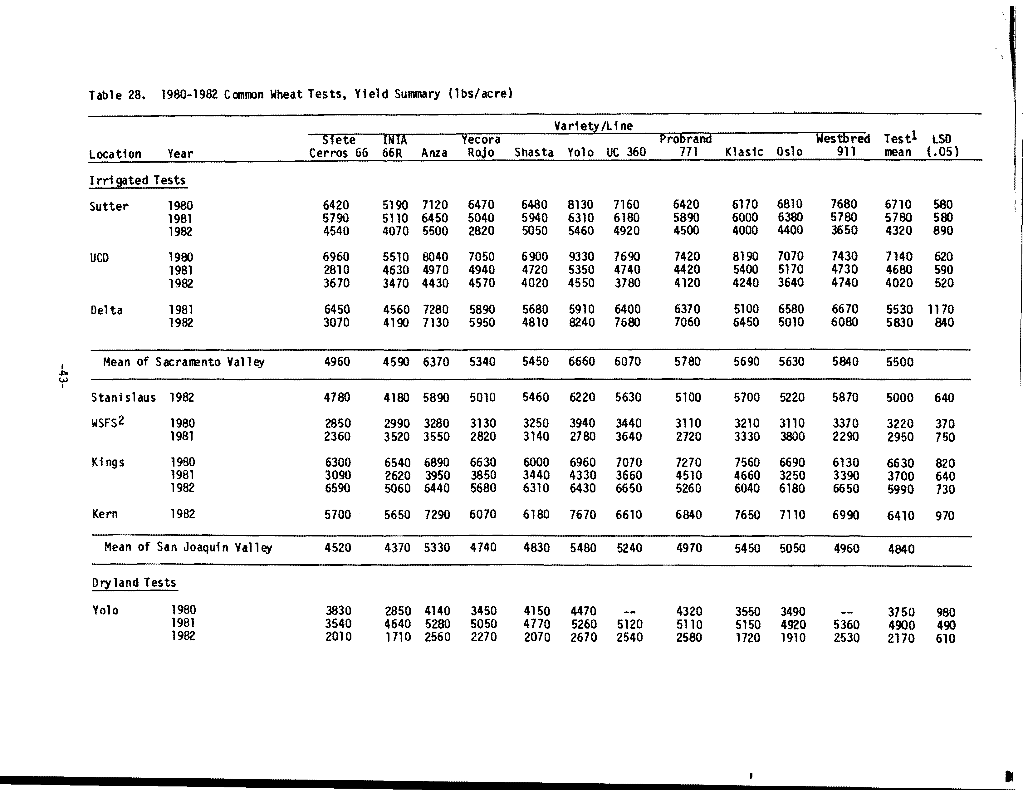 Table 28. 1980-1982 Common Wheat Tests, Yield Summary (lbs/acre)
Variety/Line
Siete INIA Yecora Probrand Westbred Test1 LSD
Location Year Cerros 66 66R Anza Rojo Shasta Yolo UC 360 771 Klasic Oslo 911 mean (.05)
Irrigated Tests
Sutter 1980 6420 5190 7120 6470 6480 8130 7160 6420 6170 6810 7680 6710 580
1981 5790 5110 6450 5040 5940 6310 6180 5890 6000 6380 5780 5780 580
1982 4540 4070 5500 2820 5050 5460 4920 4500 4000 4400 3650 4320 890
UCD 1980 6960 5510 8040 7050 6900 9330 7690 7420 8190 7070 7430 7140 620
1981 2810 4630 4970 4940 4720 5350 4740 4420 5400 5170 4730 4680 590
1982 3670 3470 4430 4570 4020 4550 3780 4120 4240 3640 4740 4020 520
Delta 1981 6450 4560 7280 5890 5680 5910 6400 6370 5100 6580 6670 5530 1170
1982 3070 4190 7130 5950 4810 8240 7680 7060 6450 5010 6080 5830 840
Mean of Sacramento Valley 4960 4590 6370 5340 5450 6660 6070 5780 5690 5630 5840 5500
-43-
Stanislaus 1982 4780 4180 5890 5010 5460 6220 5630 5100 5700 5220 5870 5000 640
WSFS2 1980 2850 2990 3280 3130 3250 3940 3440 3110 3210 3110 3370 3220 370
1981 2360 3520 3550 2820 3140 2780 3640 2720 3330 3800 2290 2950 750
Kings 1980 6300 6540 6890 6630 6000 6960 7070 7270 7560 6690 6130 6630 820
1981 3090 2620 3950 3850 3440 4330 3660 4510 4660 3250 3390 3700 640
1982 6590 5060 6440 5680 6310 6430 6650 5260 6040 6180 6650 5990 730
Kern 1982 5700 5650 7290 6070 6180 7670 6610 6840 7650 7110 6990 6410 970
Mean of San Joaquin Valley 4520 4370 5330 4740 4830 5480 5240 4970 5450 5050 4960 4840
Dryland Tests
Yolo 1980 3830 2850 4140 3450 4150 4470 -- 4320 3550 3490 -- 3750 980
1981 3540 4640 5280 5050 4770 5260 5120 5110 5150 4920 5360 4900 490
1982 2010 1710 2560 2270 2070 2670 2540 2580 1720 1910 2530 2170 610